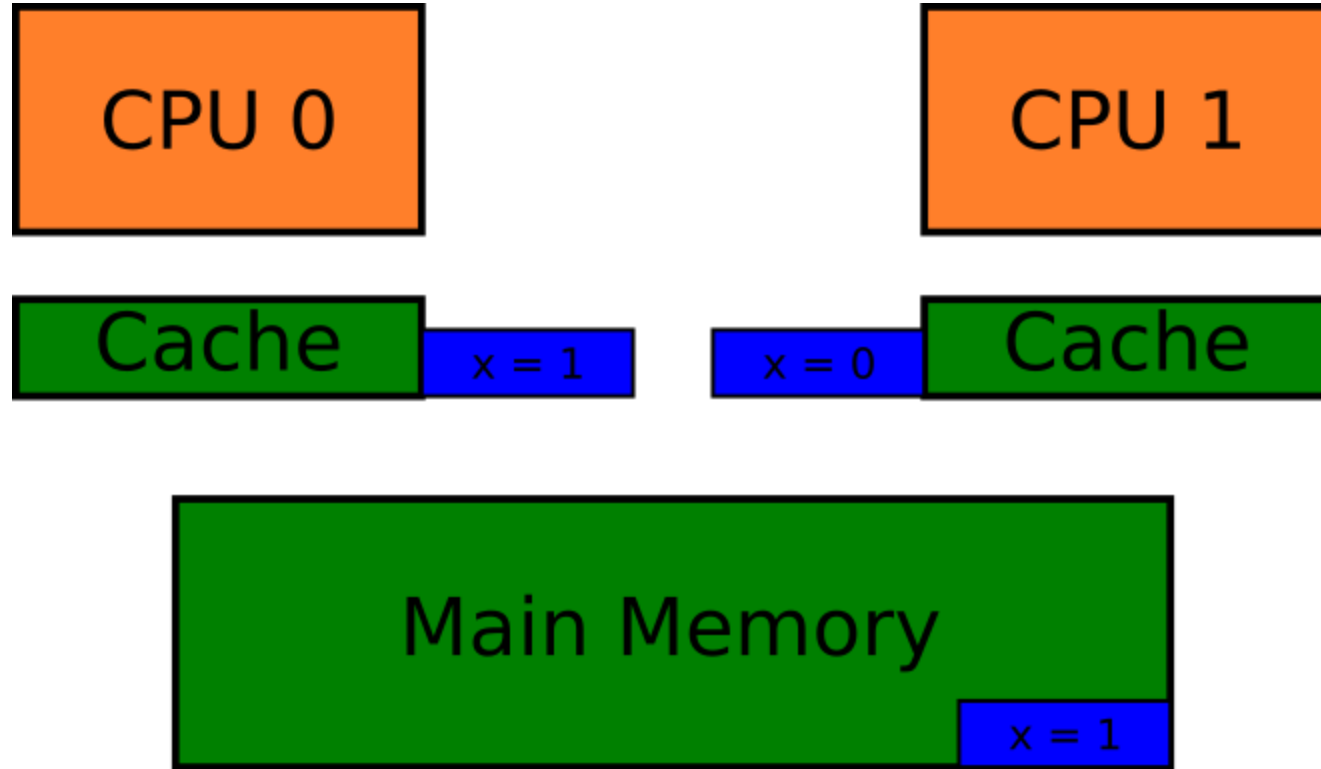 CPU 0
CPU 1
Cache
x = 1
x = 0
Cache
Main Memory
x = 1